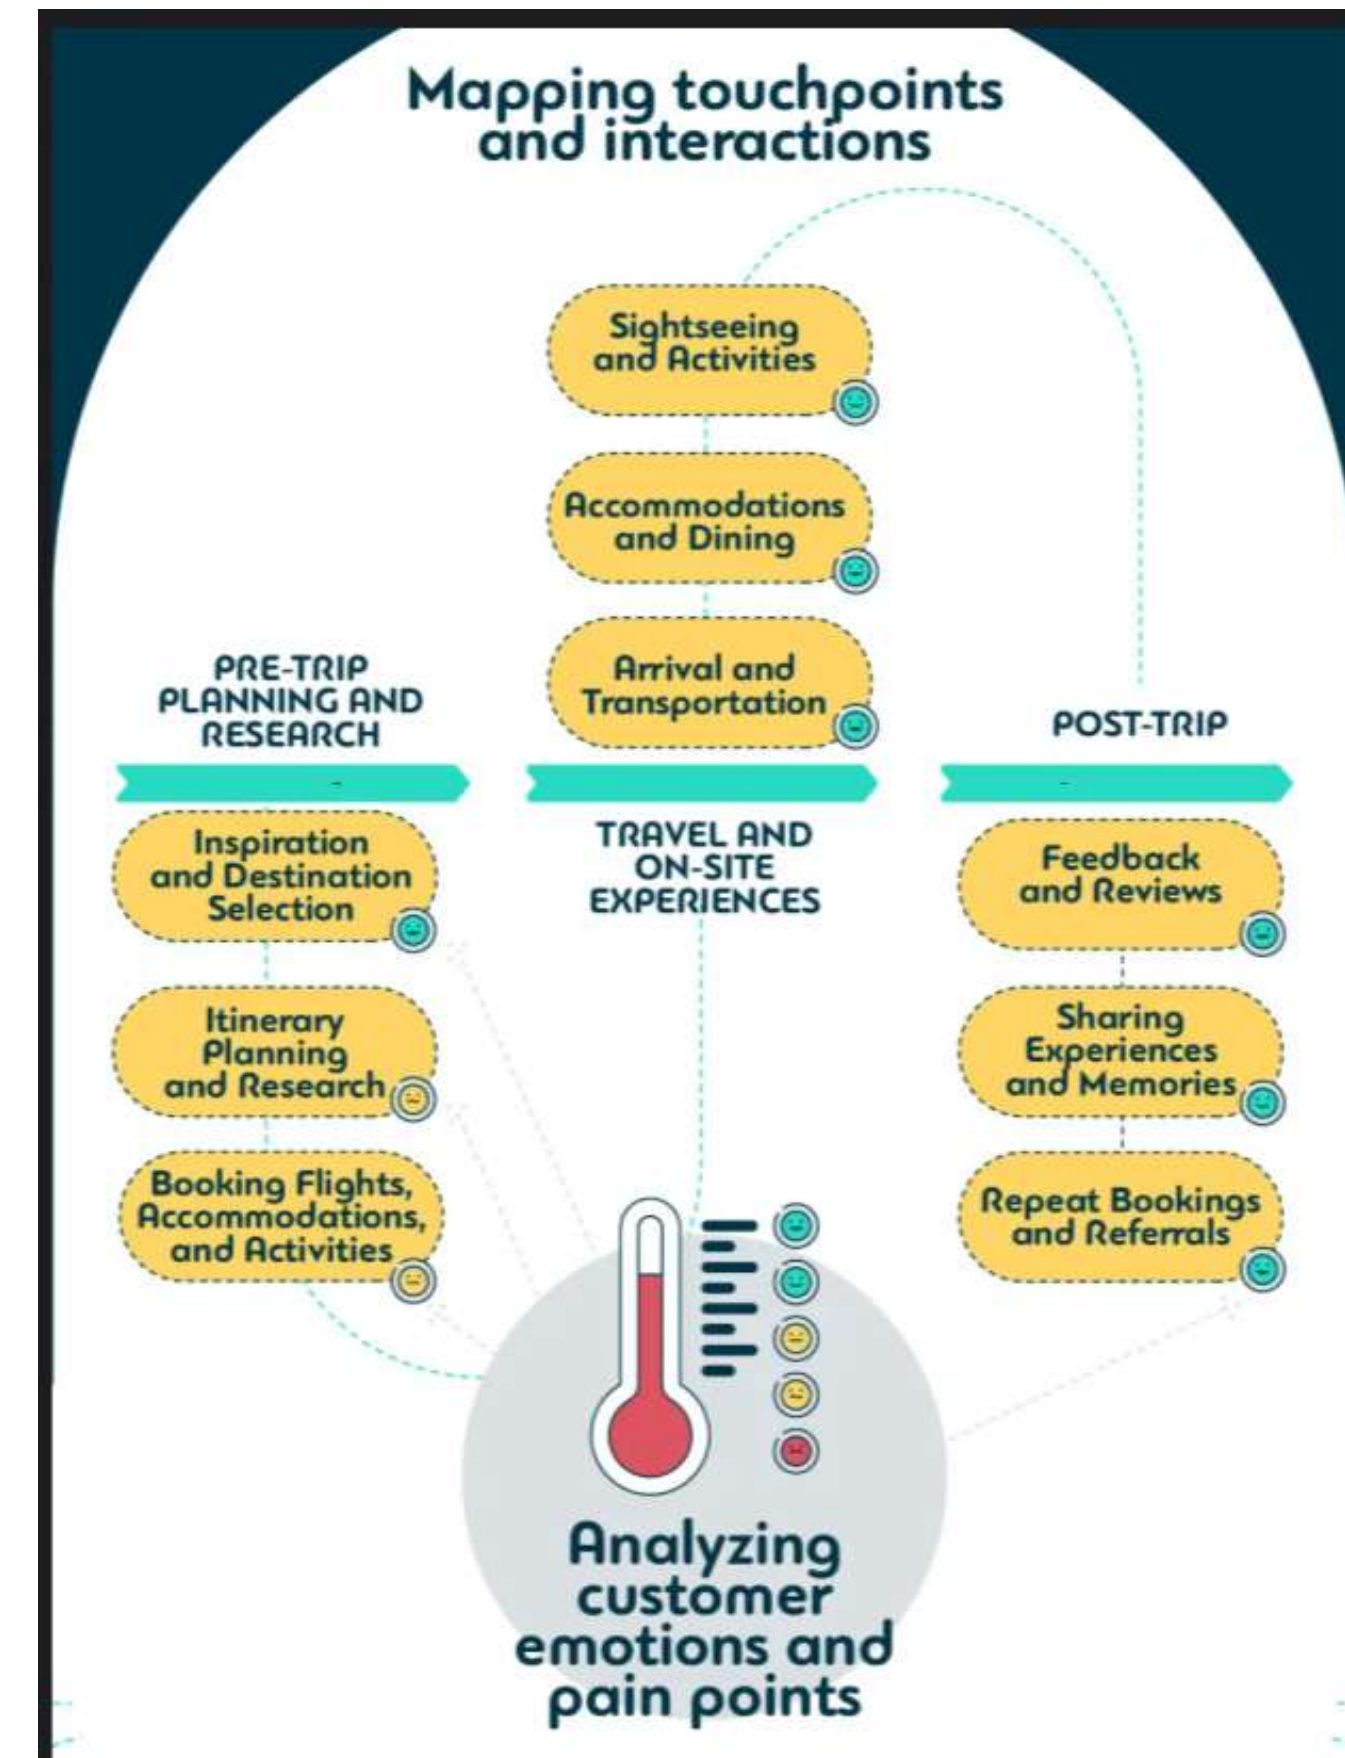 Mapping touchpoints
and interactions
Sightseeing
and Activities
Accommodations
and Dining
Arrival and
Transportation
PRE-TRIP
PLANNING AND
RESEARCH
Inspiration
and Destination
Selection
Itinerary
Planning
and Research
Booking Flights,
Accommodations,
and Activities
TRAVEL AND
ON-SITE
EXPERIENCES
POST-TRIP
Feedback
and Reviews
Sharing
Experiences
and Memories
Repeat Bookings
and Referrals
Analyzing
customer
emotions and
pain points